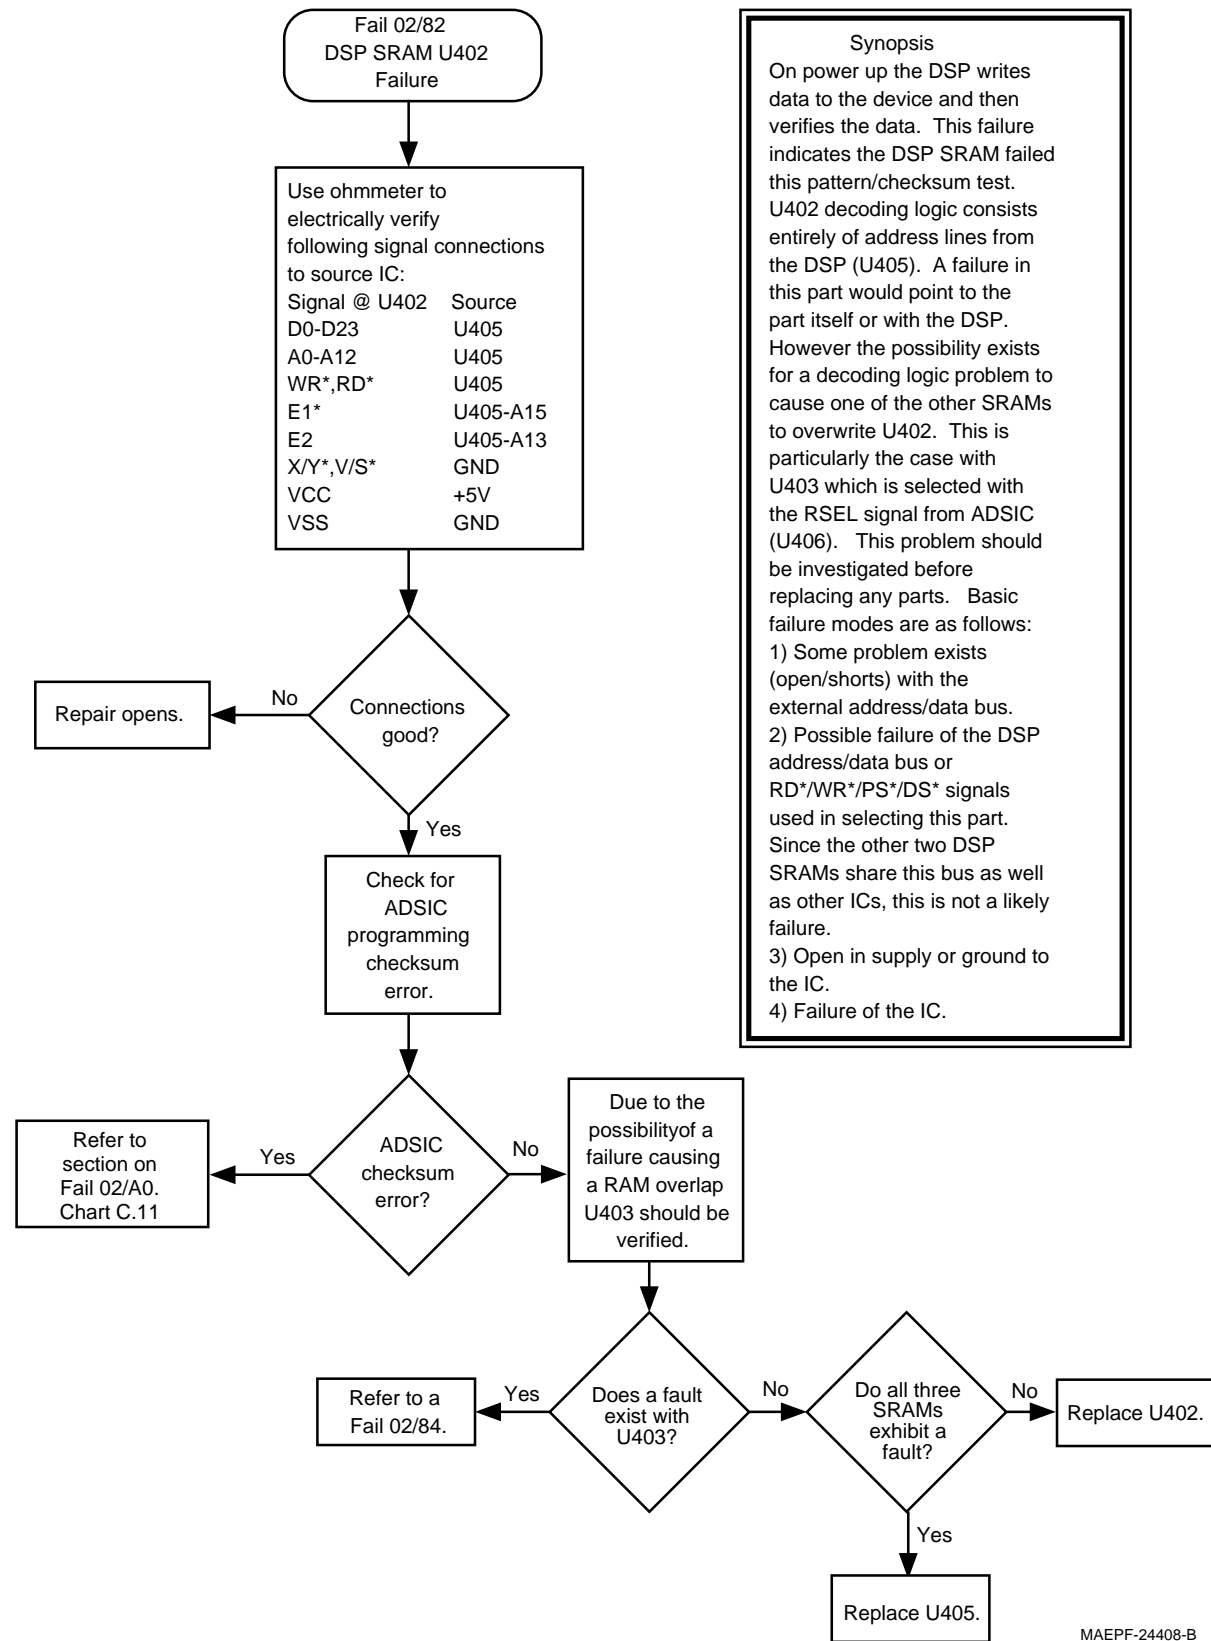 Fail 02/82
DSP SRAM U402
Failure
Use ohmmeter to
electrically verify
following signal connections
to source IC:
Signal @ U402 Source
D0-D23 U405
A0-A12 U405
WR*,RD* U405
E1* U405-A15
E2 U405-A13
X/Y*,V/S* GND
VCC +5V
VSS GND
Connections
good?
No
Repair opens.
Yes
Check for
ADSIC
programming
checksum
error.
ADSIC
checksum
error?
Yes
Refer to
section on
Fail 02/A0.
Chart C.11
No
Due to the
possibilityof a
failure causing
a RAM overlap
U403 should be
verified.
Does a fault
exist with
U403?
Yes
Refer to a
Fail 02/84.
No
Do all three
SRAMs
exhibit a
fault?
No
Replace U402.
Yes
Replace U405.
Synopsis
On power up the DSP writes
data to the device and then
verifies the data. This failure
indicates the DSP SRAM failed
this pattern/checksum test.
U402 decoding logic consists
entirely of address lines from
the DSP (U405). A failure in
this part would point to the
part itself or with the DSP.
However the possibility exists
for a decoding logic problem to
cause one of the other SRAMs
to overwrite U402. This is
particularly the case with
U403 which is selected with
the RSEL signal from ADSIC
(U406). This problem should
be investigated before
replacing any parts. Basic
failure modes are as follows:
1) Some problem exists
(open/shorts) with the
external address/data bus.
2) Possible failure of the DSP
address/data bus or
RD*/WR*/PS*/DS* signals
used in selecting this part.
Since the other two DSP
SRAMs share this bus as well
as other ICs, this is not a likely
failure.
3) Open in supply or ground to
the IC.
4) Failure of the IC.
MAEPF-24408-B